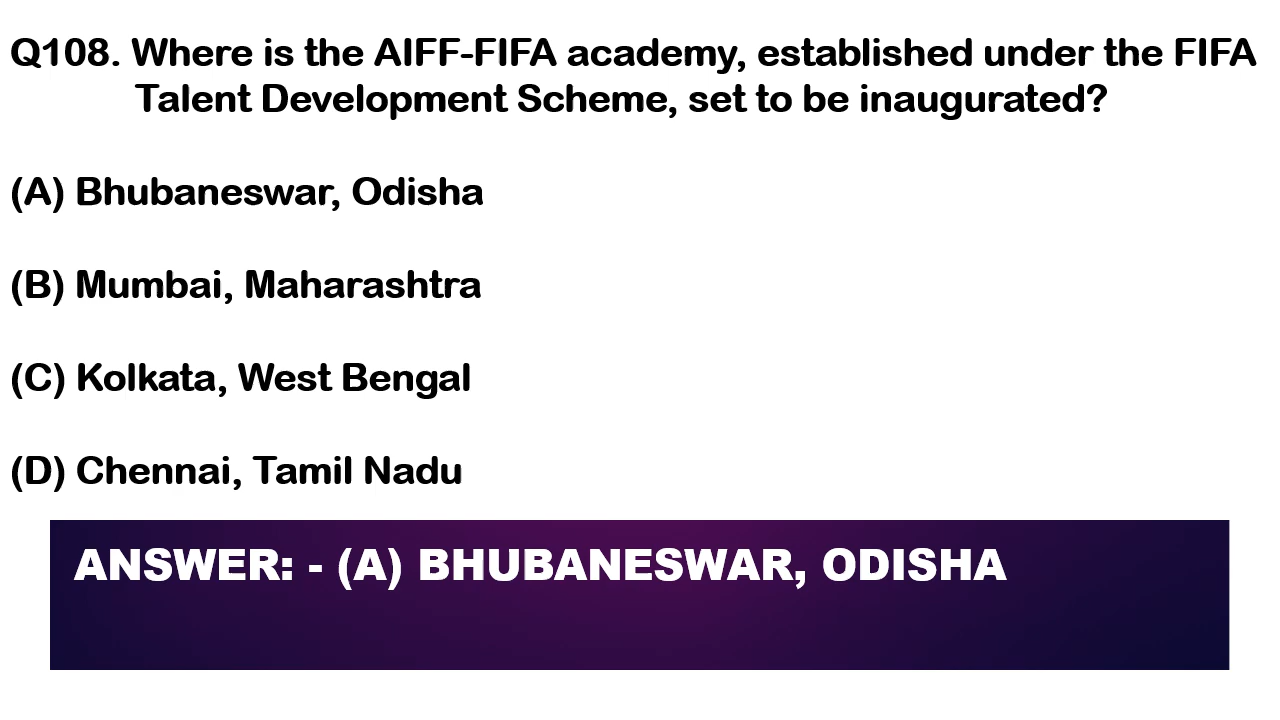 Q108. Where is the AIFF-FIFA academy, established under the FIFA
Talent Development Scheme, set to be inaugurated?
(A) Bhubaneswar, Odisha
(B) Mumbai, Maharashtra
(C) Kolkata, West Bengal
(D) Chennai, Tamil Nadu
ANSWER: - (A) BHUBANESWAR, ODISHA